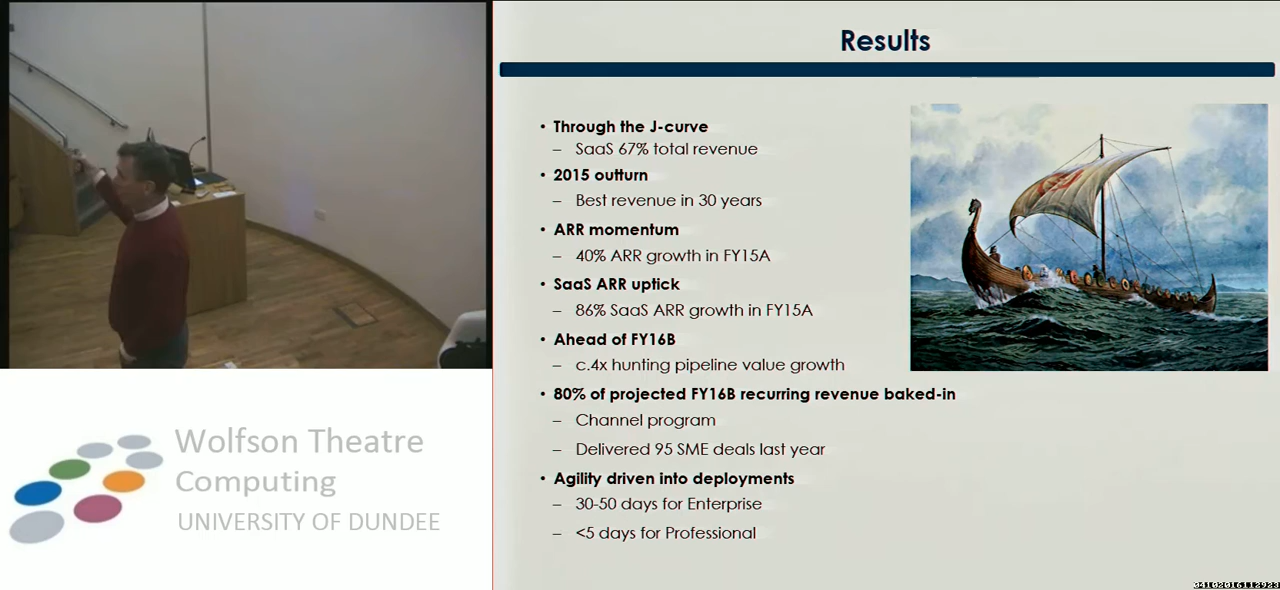 Results
• Through the J-curve
– SaaS 67% total revenue
• 2015 outturn
– Best revenue in 30 years
• ARR momentum
– 40% ARR growth in FY15A
• SaaS ARR uptick
– 86% SaaS ARR growth in FY15A
• Ahead of FY16B
– c.4x hunting pipeline value growth
• 80% of projected FY16B recurring revenue baked-in
– Channel program
– Delivered 95 SME deals last year
• Agility driven into deployments
– 30-50 days for Enterprise
– <5 days for Professional
Wolfson Theatre
Computing
UNIVERSITY OF DUNDEE